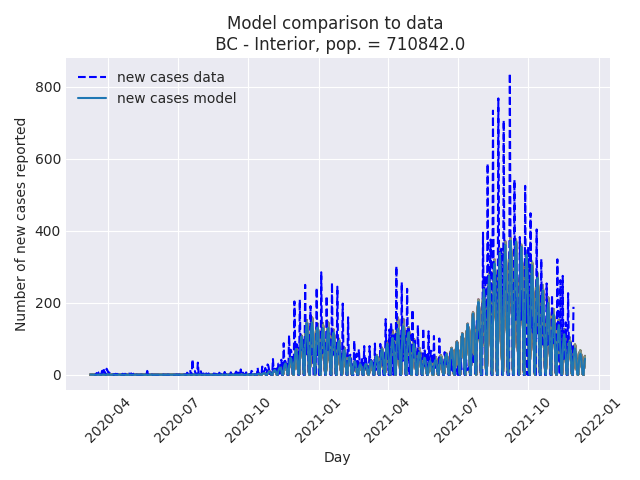 Model comparison to data
BC - Interior, pop. = 710842.0
new cases data
new cases model
Number of new cases reported
800
600
400
200
0
2020-04
2020-07
2020-10
2021-01
2021-04
2021-07
2021-10
2022-01
Day